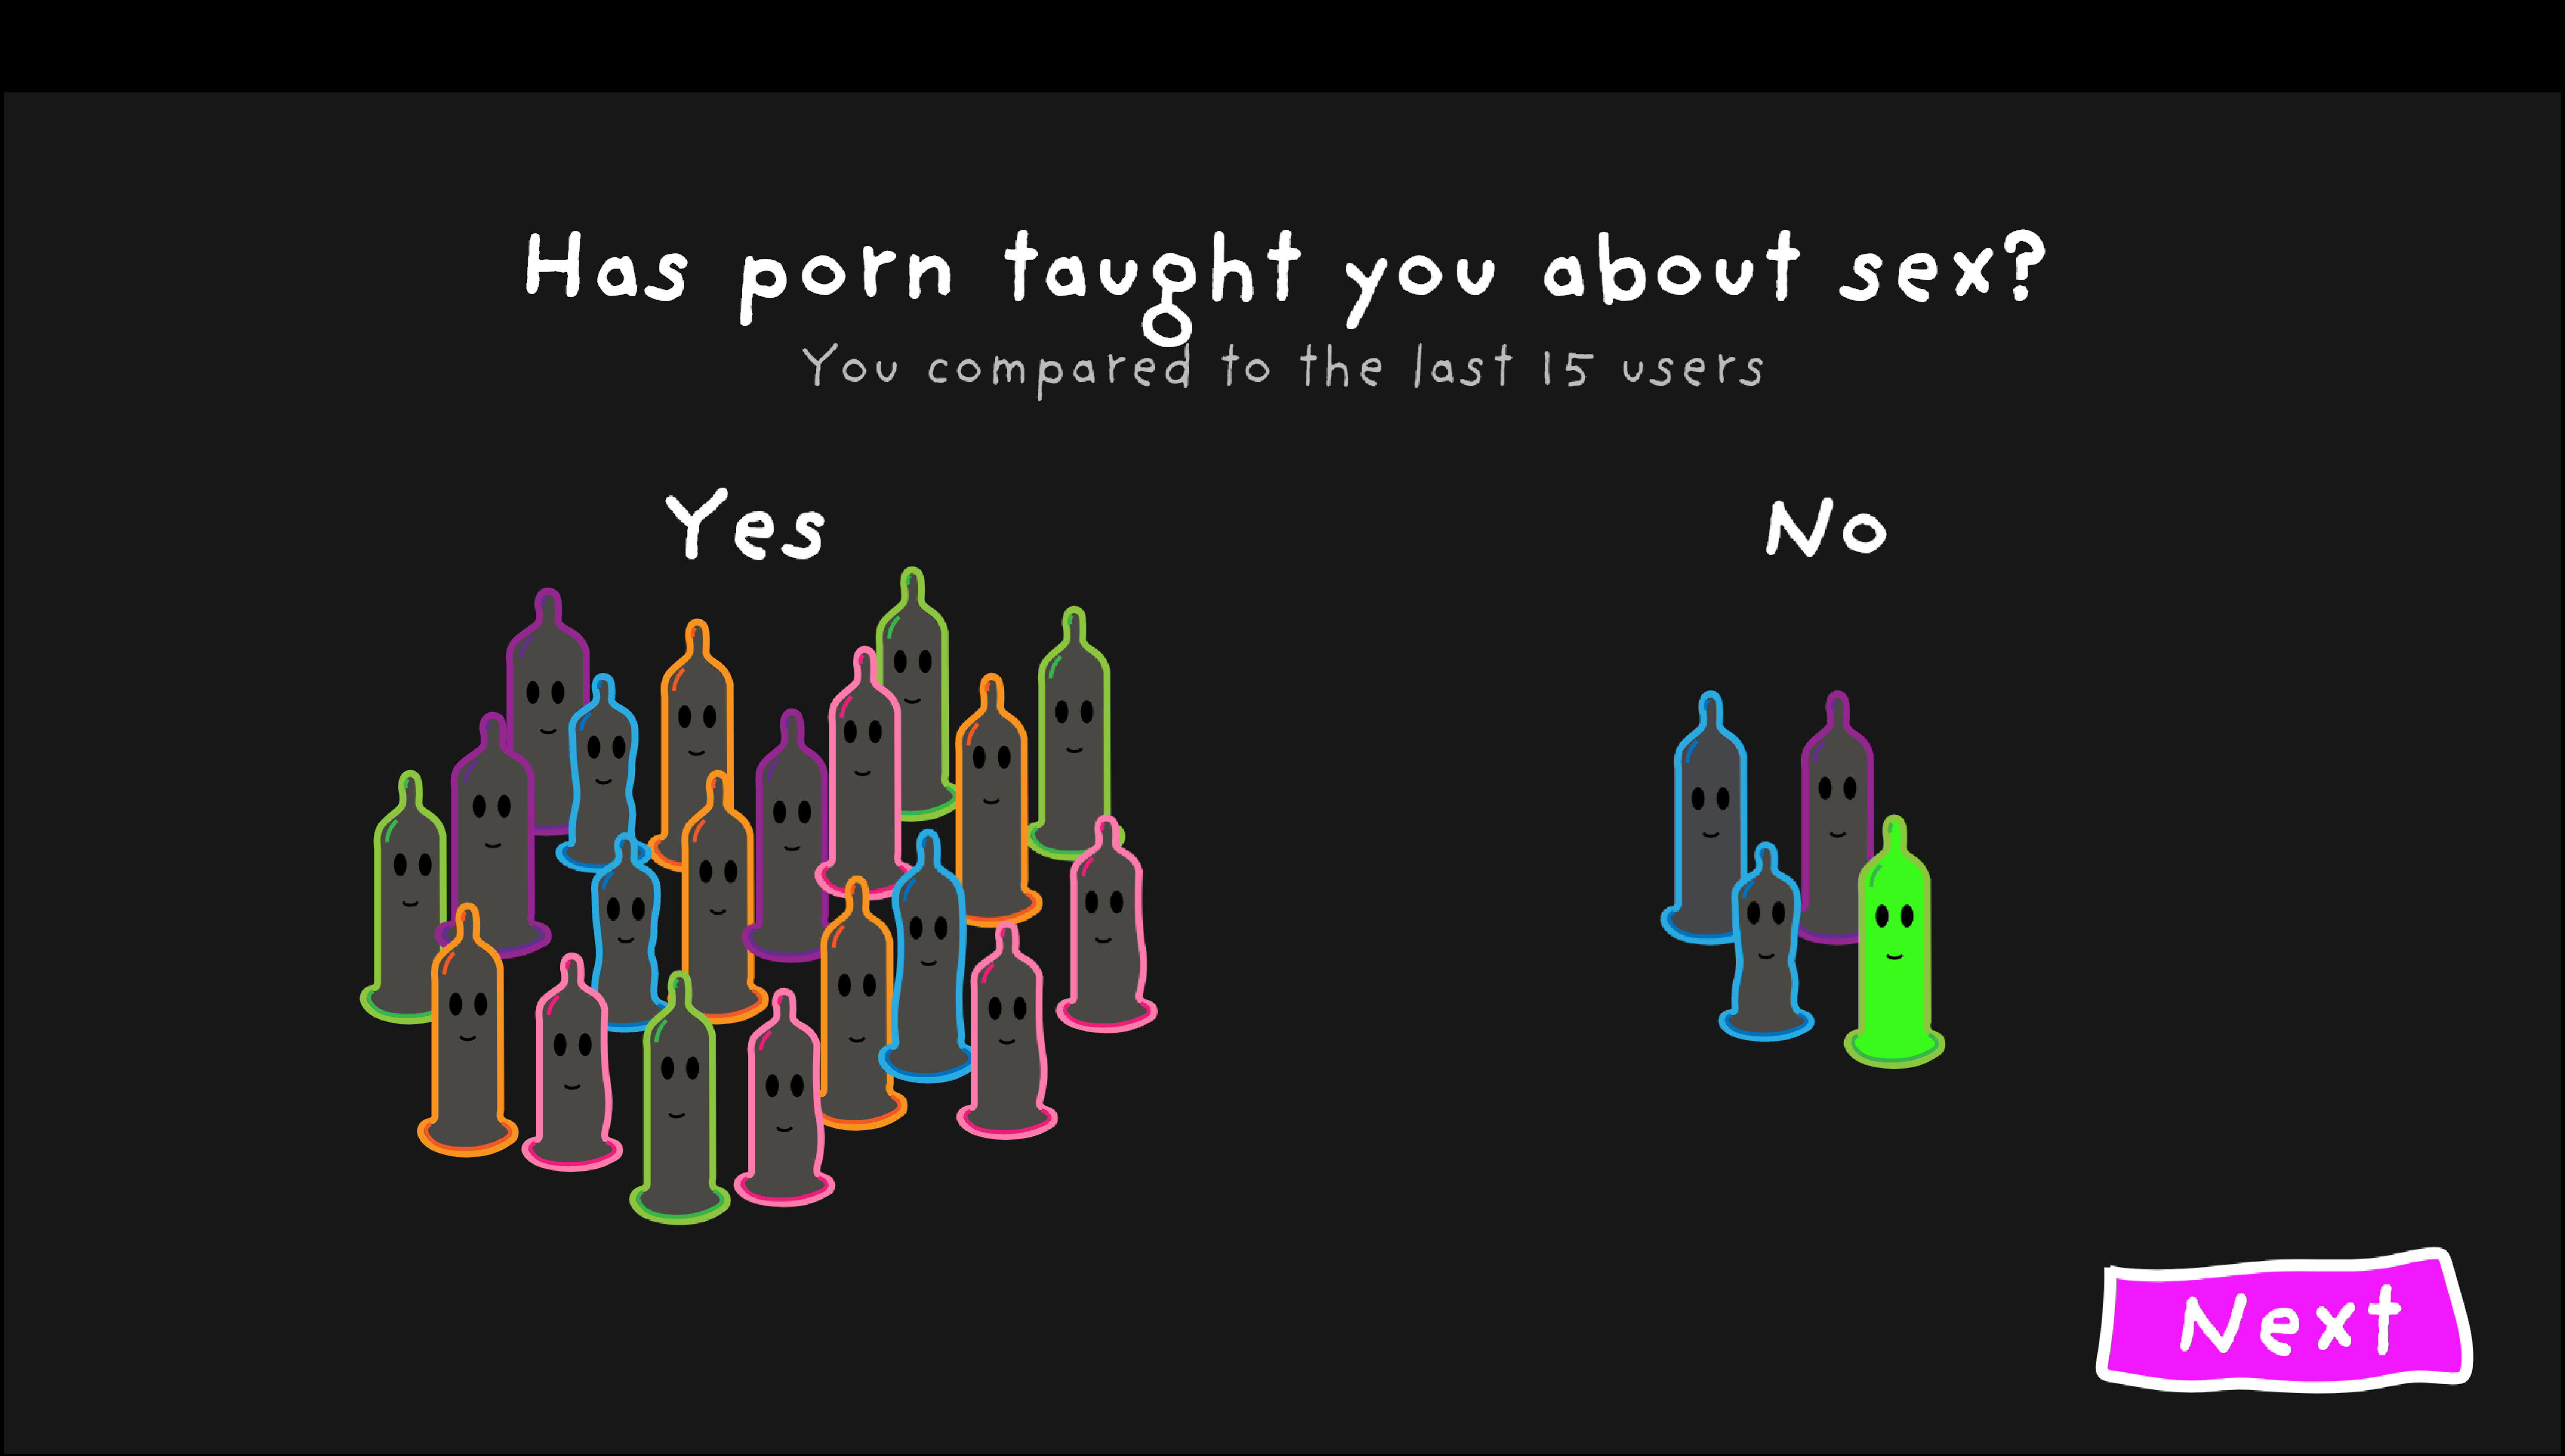 Has porn taught you about sex?
You compared to the last 15 users
Yes
No
Next